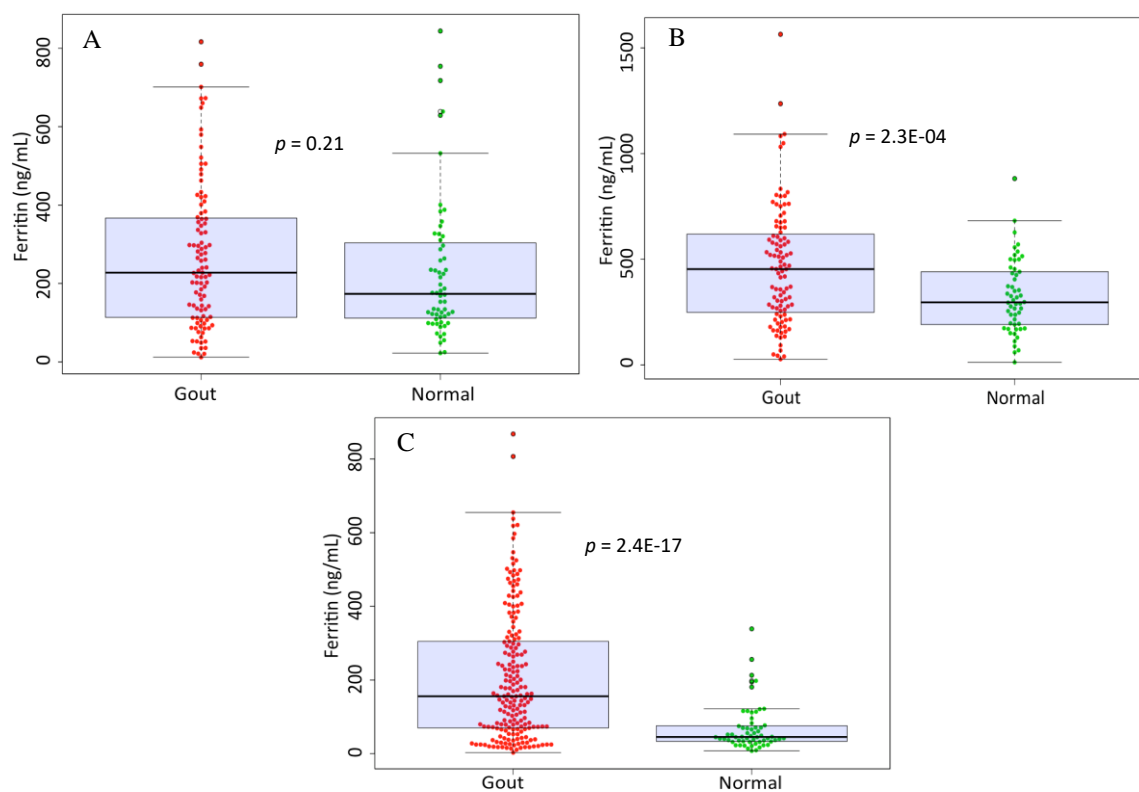 A
Ferritin (ng/mL)
800
600
400
200
0
p = 0.21
Gout
Normal
B
Ferritin (ng/mL)
1500
1000
500
0
p = 2.3E-04
Gout
Normal
C
Ferritin (ng/mL)
800
600
400
200
0
p = 2.4E-17
Gout
Normal